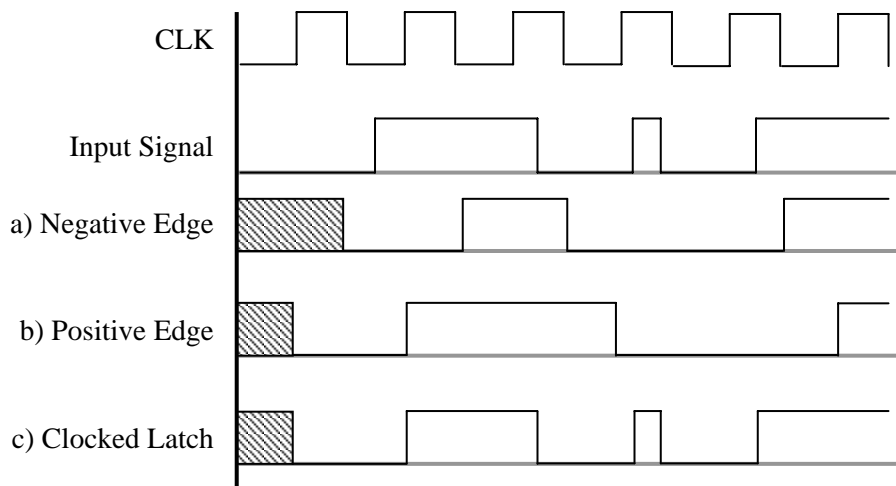 CLK
Input Signal
a) Negative Edge
b) Positive Edge
c) Clocked Latch